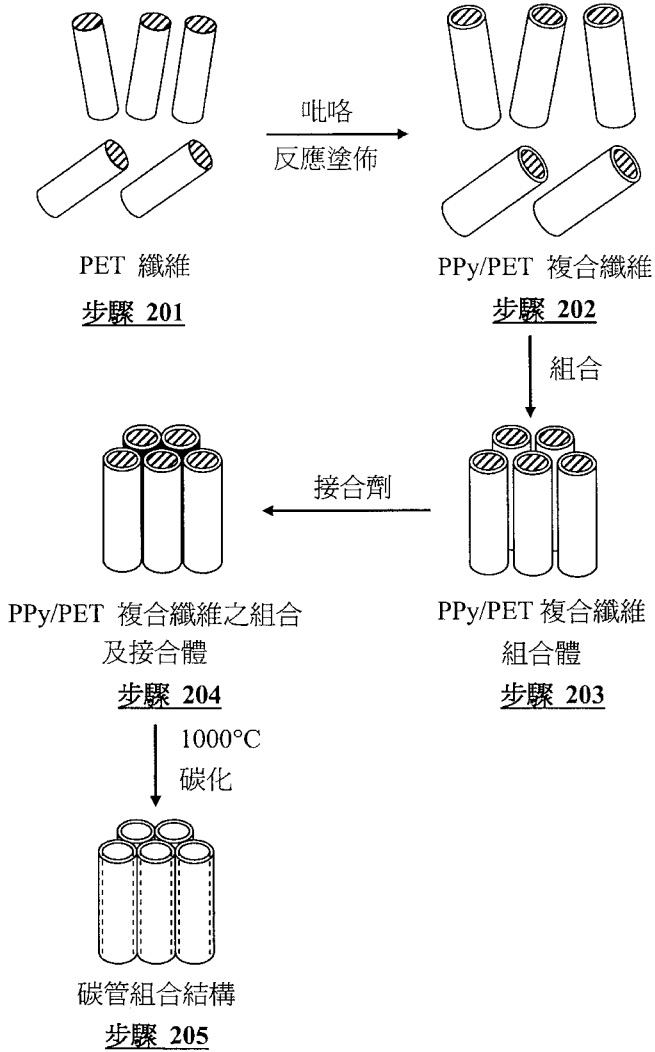 吡咯
反應塗佈
PET 纖維
步驟 201
PPy/PET 複合纖維
步驟 202
組合
PPy/PET 複合纖維
組合體
步驟 203
接合劑
PPy/PET 複合纖維之組合
及接合體
步驟 204
1000°C
碳化
碳管組合結構
步驟 205